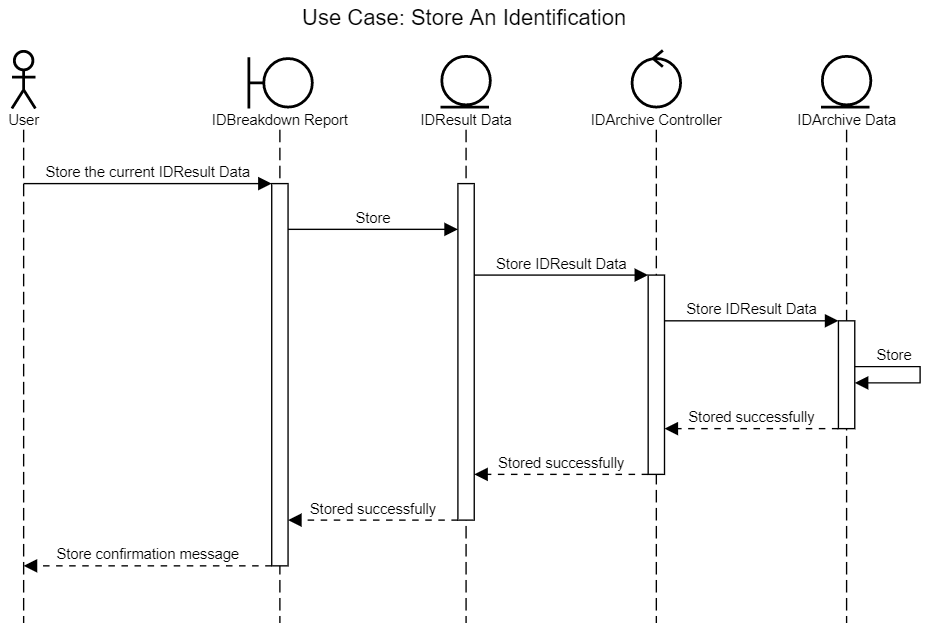 Use Case: Store An Identification
User
IDBreakdown Report
IDResult Data
IDArchive Controller
IDArchive Data
Store the current IDResult Data
Store
Store IDResult Data
Store IDResult Data
Store
Stored successfully
Stored successfully
Stored successfully
Store confirmation message